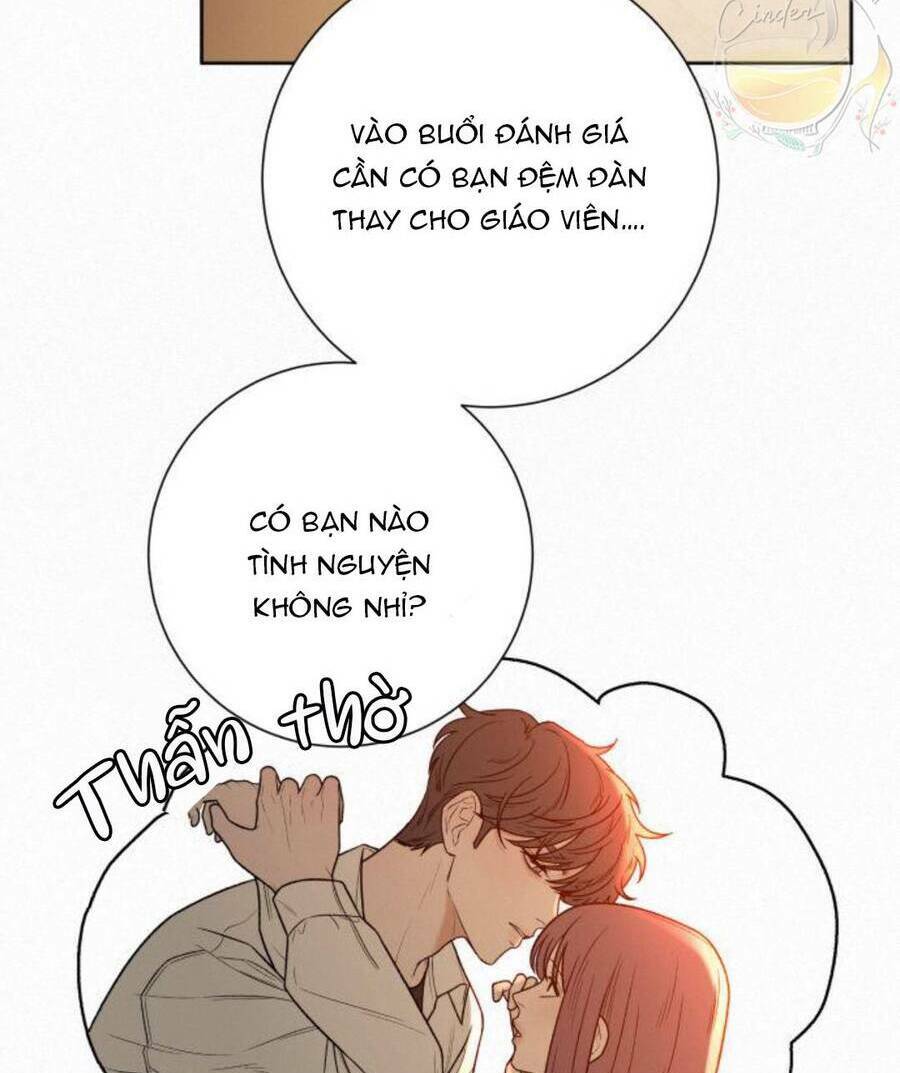 Cinder
VÀO BUỔI ĐÁNH GIÁ
CẦN CÓ BẠN ĐỆM ĐÀN
THAY CHO GIÁO VIÊN....
CÓ BẠN NÀO
TÌNH NGUYỆN
KHÔNG NHỈ?
Thẫn thờ